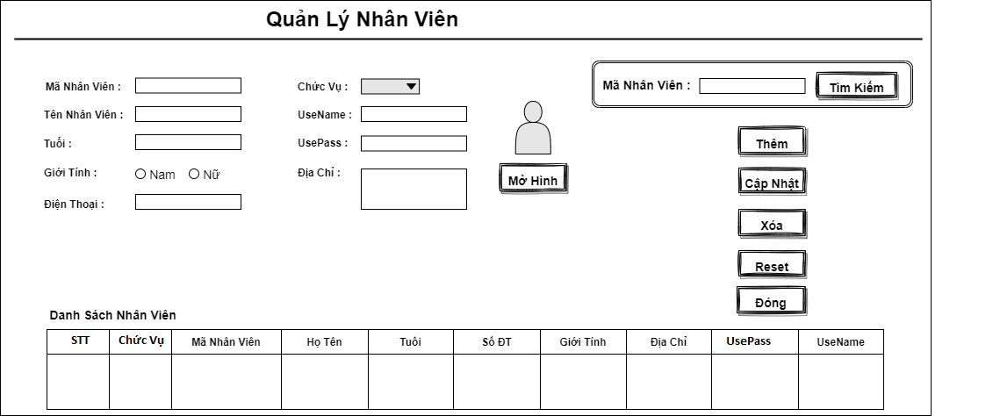 Quản Lý Nhân Viên
Mã Nhân Viên :
Tên Nhân Viên :
Tuổi :
Giới Tính :
Nam
Nữ
Điện Thoại :
Chức Vụ :
UseName :
UsePass :
Địa Chỉ :
Mở Hình
Mã Nhân Viên :
Tìm Kiếm
Thêm
Cập Nhật
Xóa
Reset
Đóng
Danh Sách Nhân Viên
STT Chức Vụ Mã Nhân Viên Họ Tên Tuôi Số ĐT Giới Tính Địa Chỉ UsePass UseName